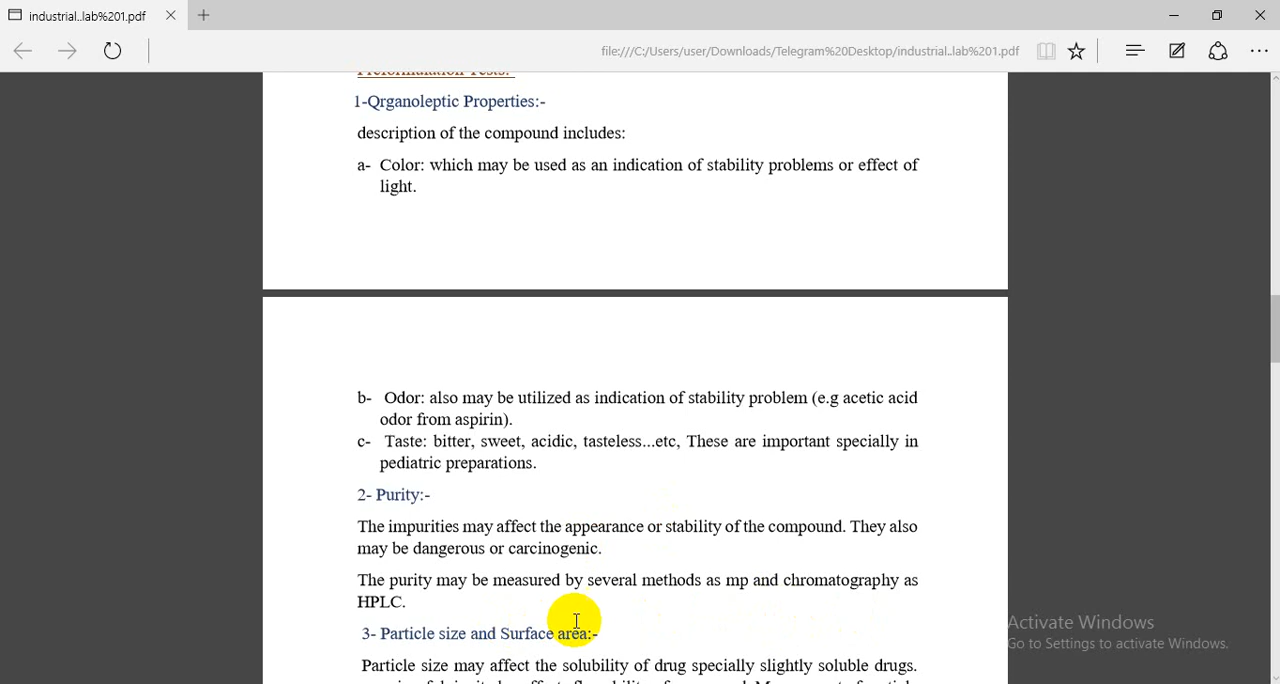 industrial..lab%201.pdf
file:///C:/Users/user/Downloads/Telegram%20Desktop/industrial..lab%201.pdf
Preformulation Tests:
1-Qrganoleptic Properties:-
description of the compound includes:
a- Color: which may be used as an indication of stability problems or effect of
light.
b- Odor: also may be utilized as indication of stability problem (e.g acetic acid
odor from aspirin).
c- Taste: bitter, sweet, acidic, tasteless...etc, These are important specially in
pediatric preparations.
2- Purity:-
The impurities may affect the appearance or stability of the compound. They also
may be dangerous or carcinogenic.
The purity may be measured by several methods as mp and chromatography as
HPLC.
3- Particle size and Surface area:-
Particle size may affect the solubility of drug specially slightly soluble drugs.
Activate Windows
Go to Settings to activate Windows.